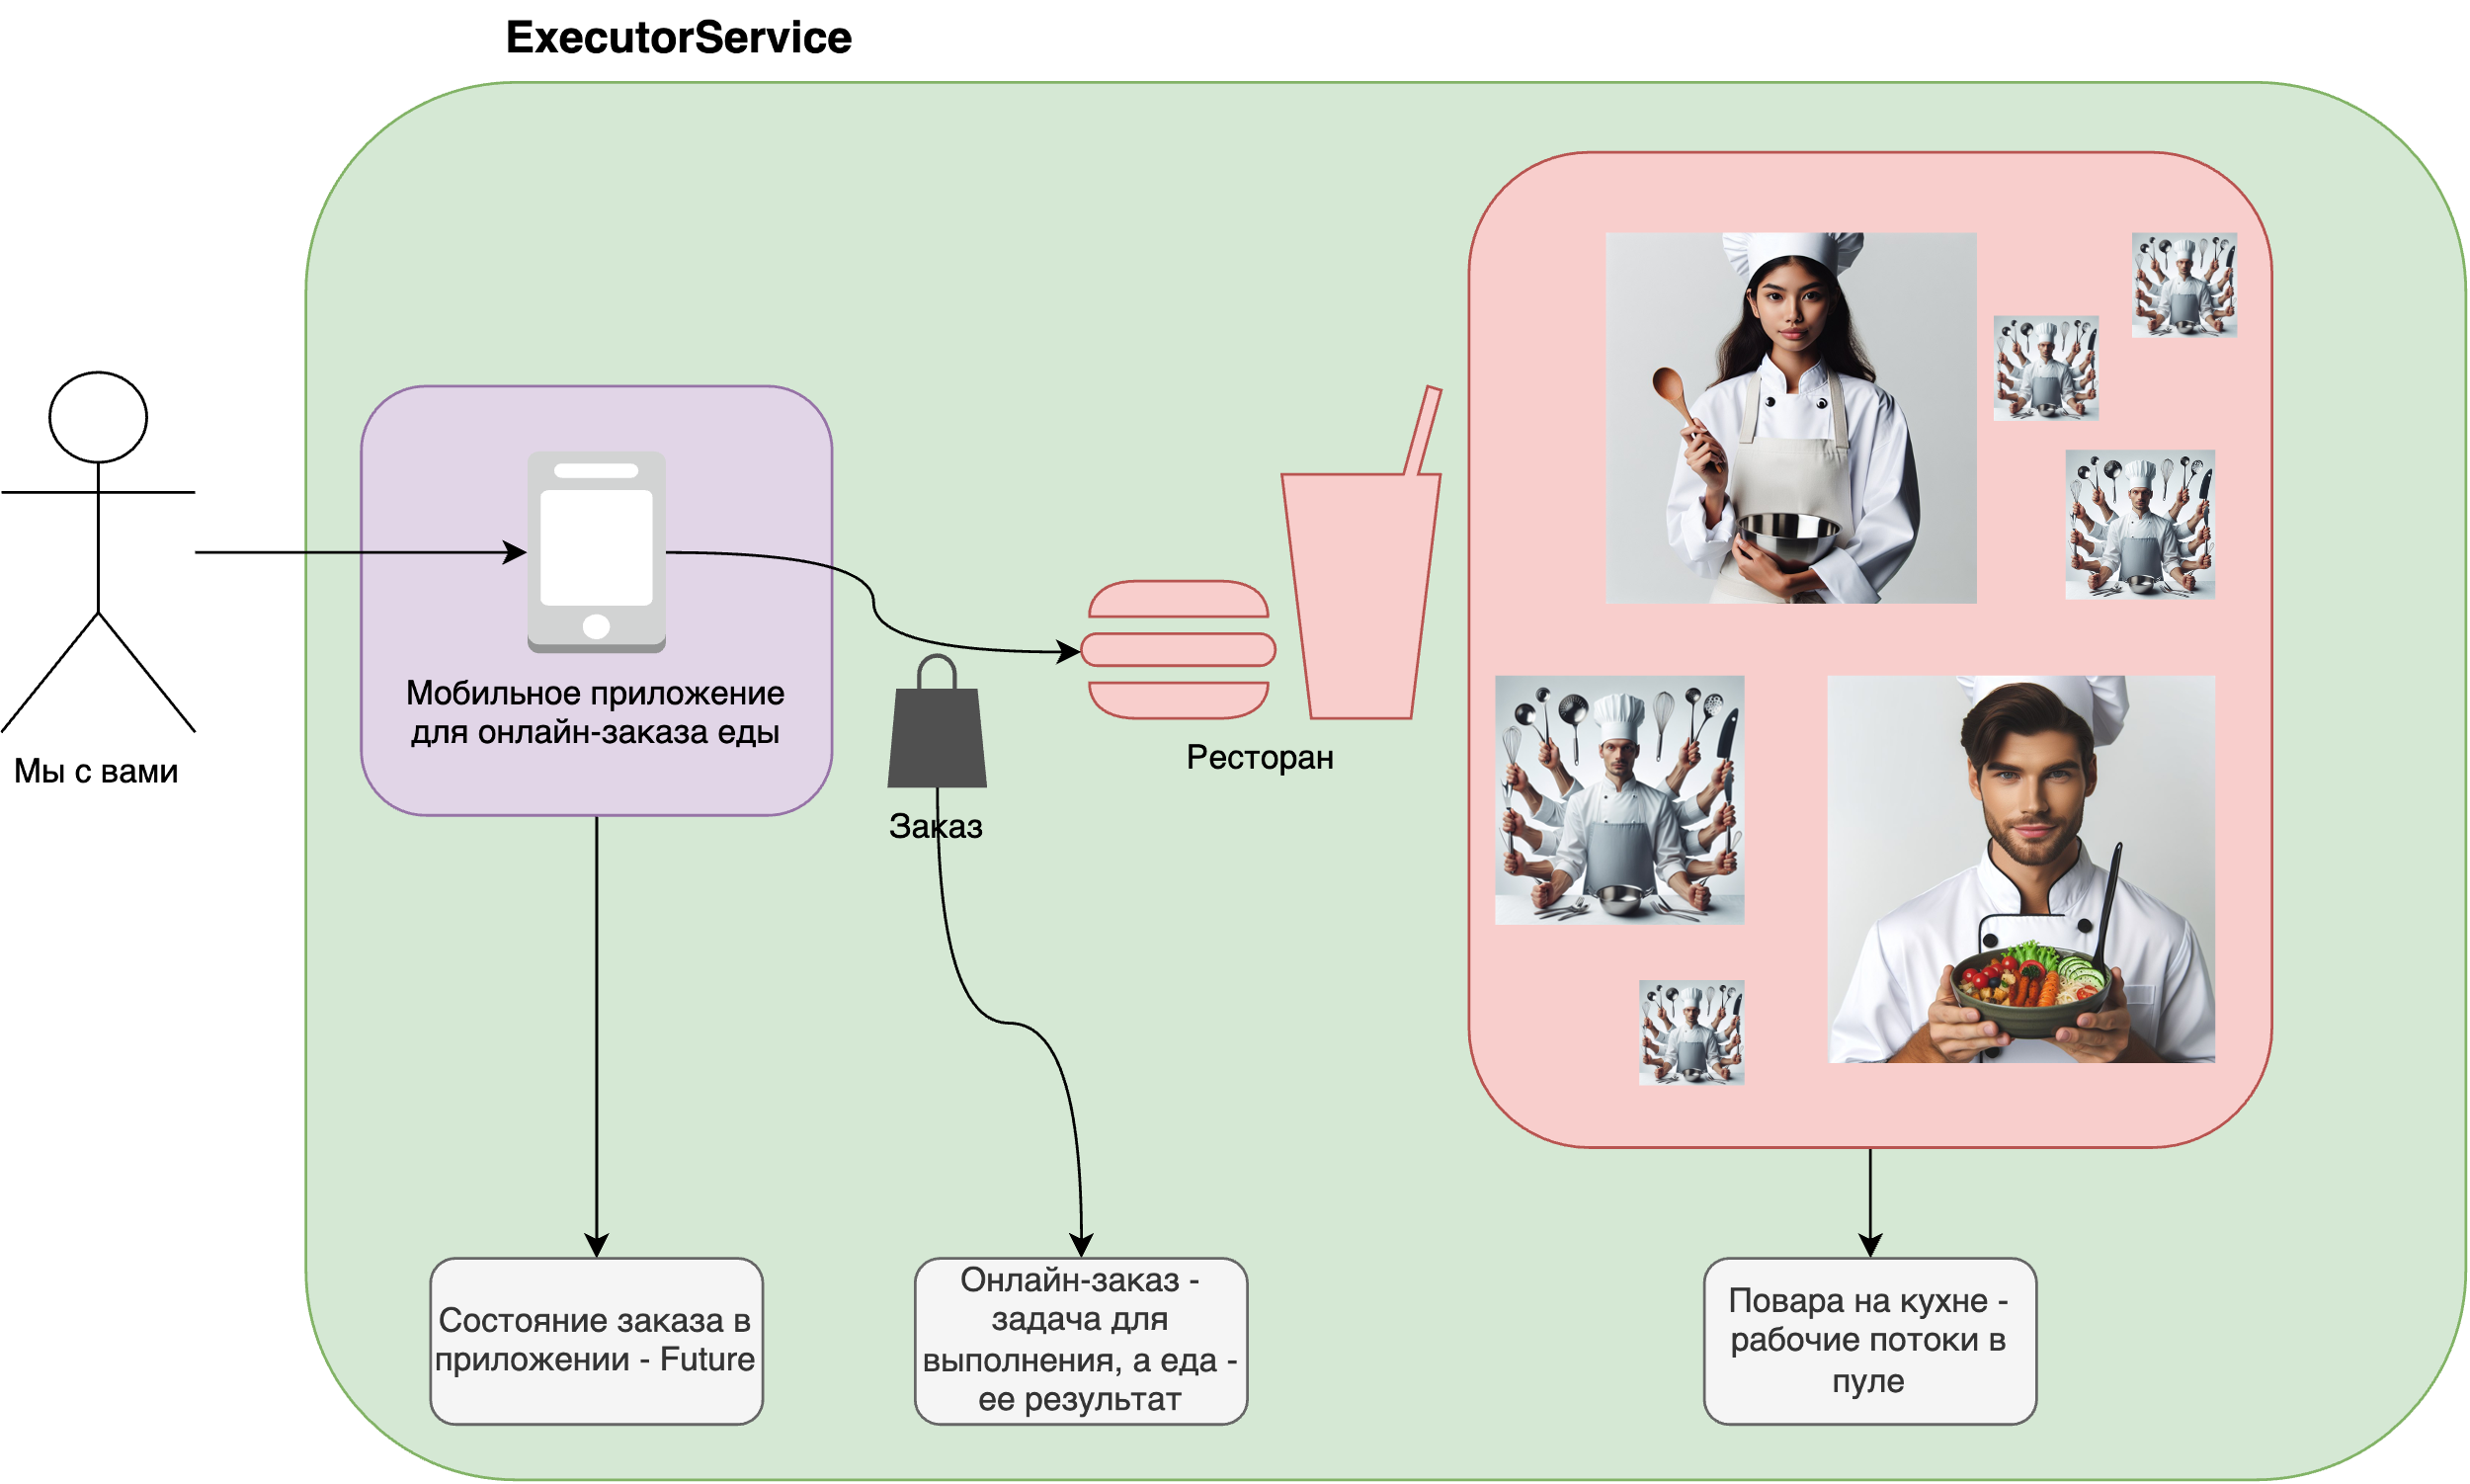 ExecutorService
Мобильное приложение
для онлайн-заказа еды
Мы с вами
Ресторан
Заказ
Состояние заказа в
приложении - Future
Онлайн-заказ -
задача для
выполнения, а еда -
ее результат
Повара на кухне -
рабочие потоки в
пуле